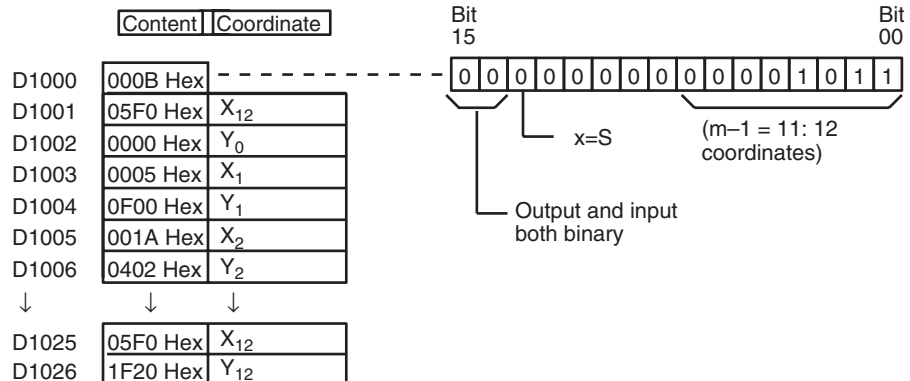 Content Coordinate
Bit 15
Bit 00
D1000 000B Hex
0 0 0 0 0 0 0 0 0 0 0 0 1 0 1 1
D1001 05F0 Hex X12
D1002 0000 Hex Y0
D1003 0005 Hex X1
D1004 0F00 Hex Y1
D1005 001A Hex X2
D1006 0402 Hex Y2
↓ ↓ ↓
D1025 05F0 Hex X12
D1026 1F20 Hex Y12
x=S
(m–1 = 11: 12
coordinates)
Output and input
both binary